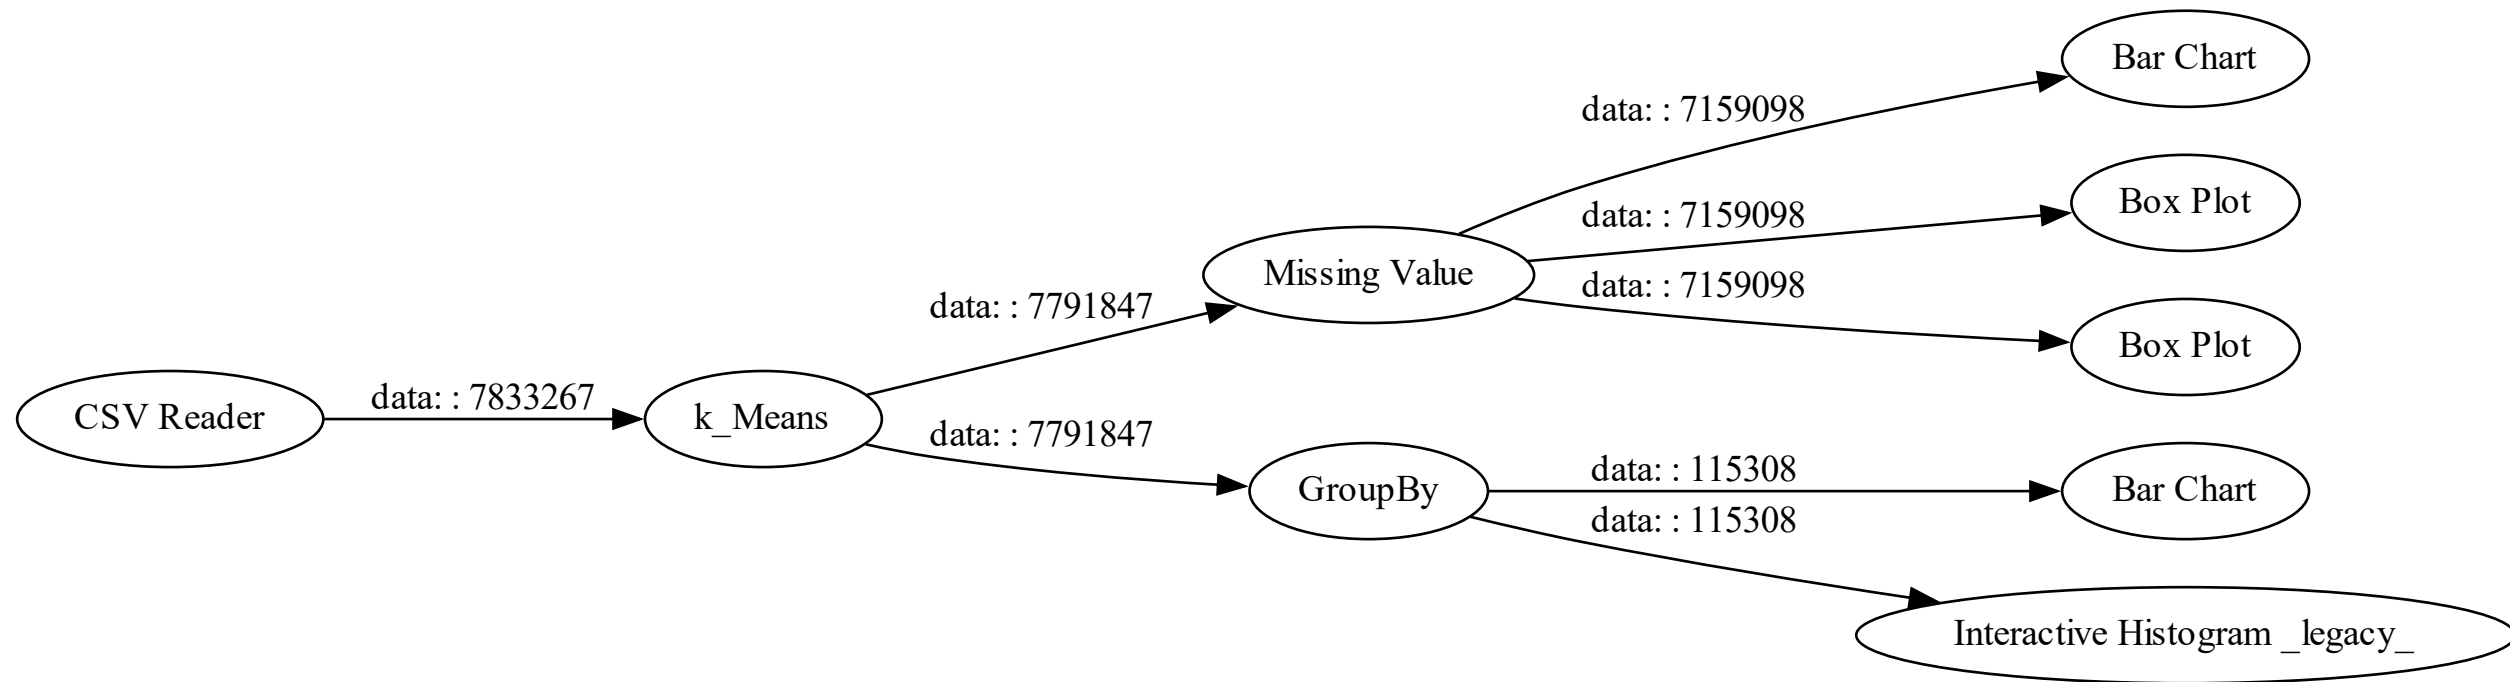 Bar Chart
data: : 7159098
Box Plot
data: : 7159098
Missing Value
data: : 7159098
data: : 7791847
Box Plot
CSV Reader
data: : 7833267
k_Means
data: : 7791847
GroupBy
data: : 115308
Bar Chart
data: : 115308
Interactive Histogram _legacy_